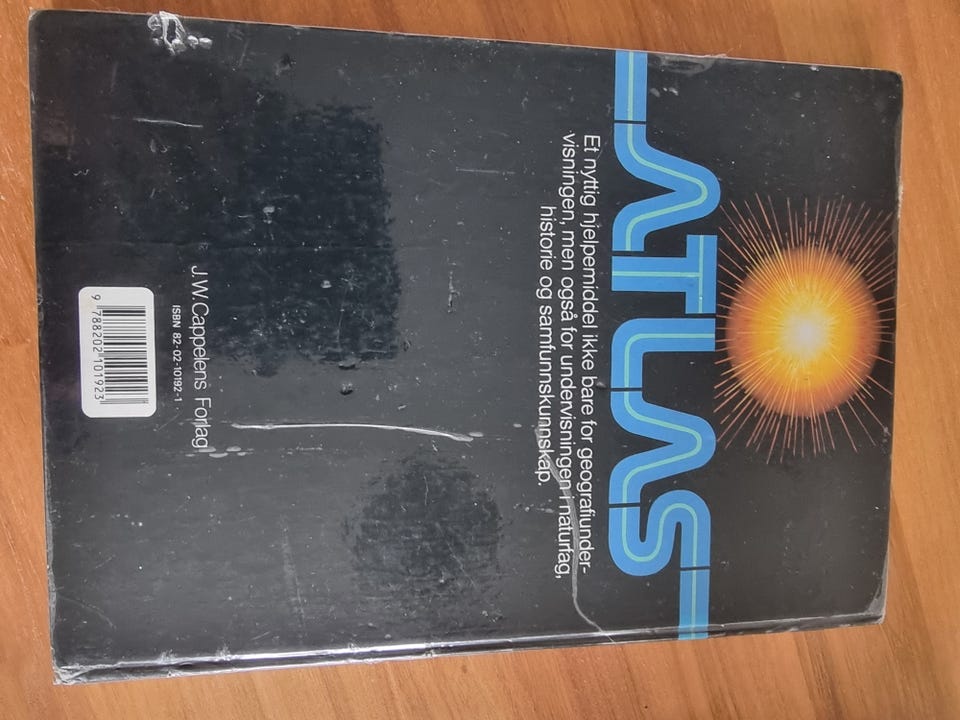 ATLAS
Et nyttig hjelpemiddel ikke bare for geografiunder-
visningen, men også for undervisningen i naturfag,
historie og samfunnskunnskap.
J.W.Cappelens Forlag
ISBN 82-02-10192-1
9 788202 101923